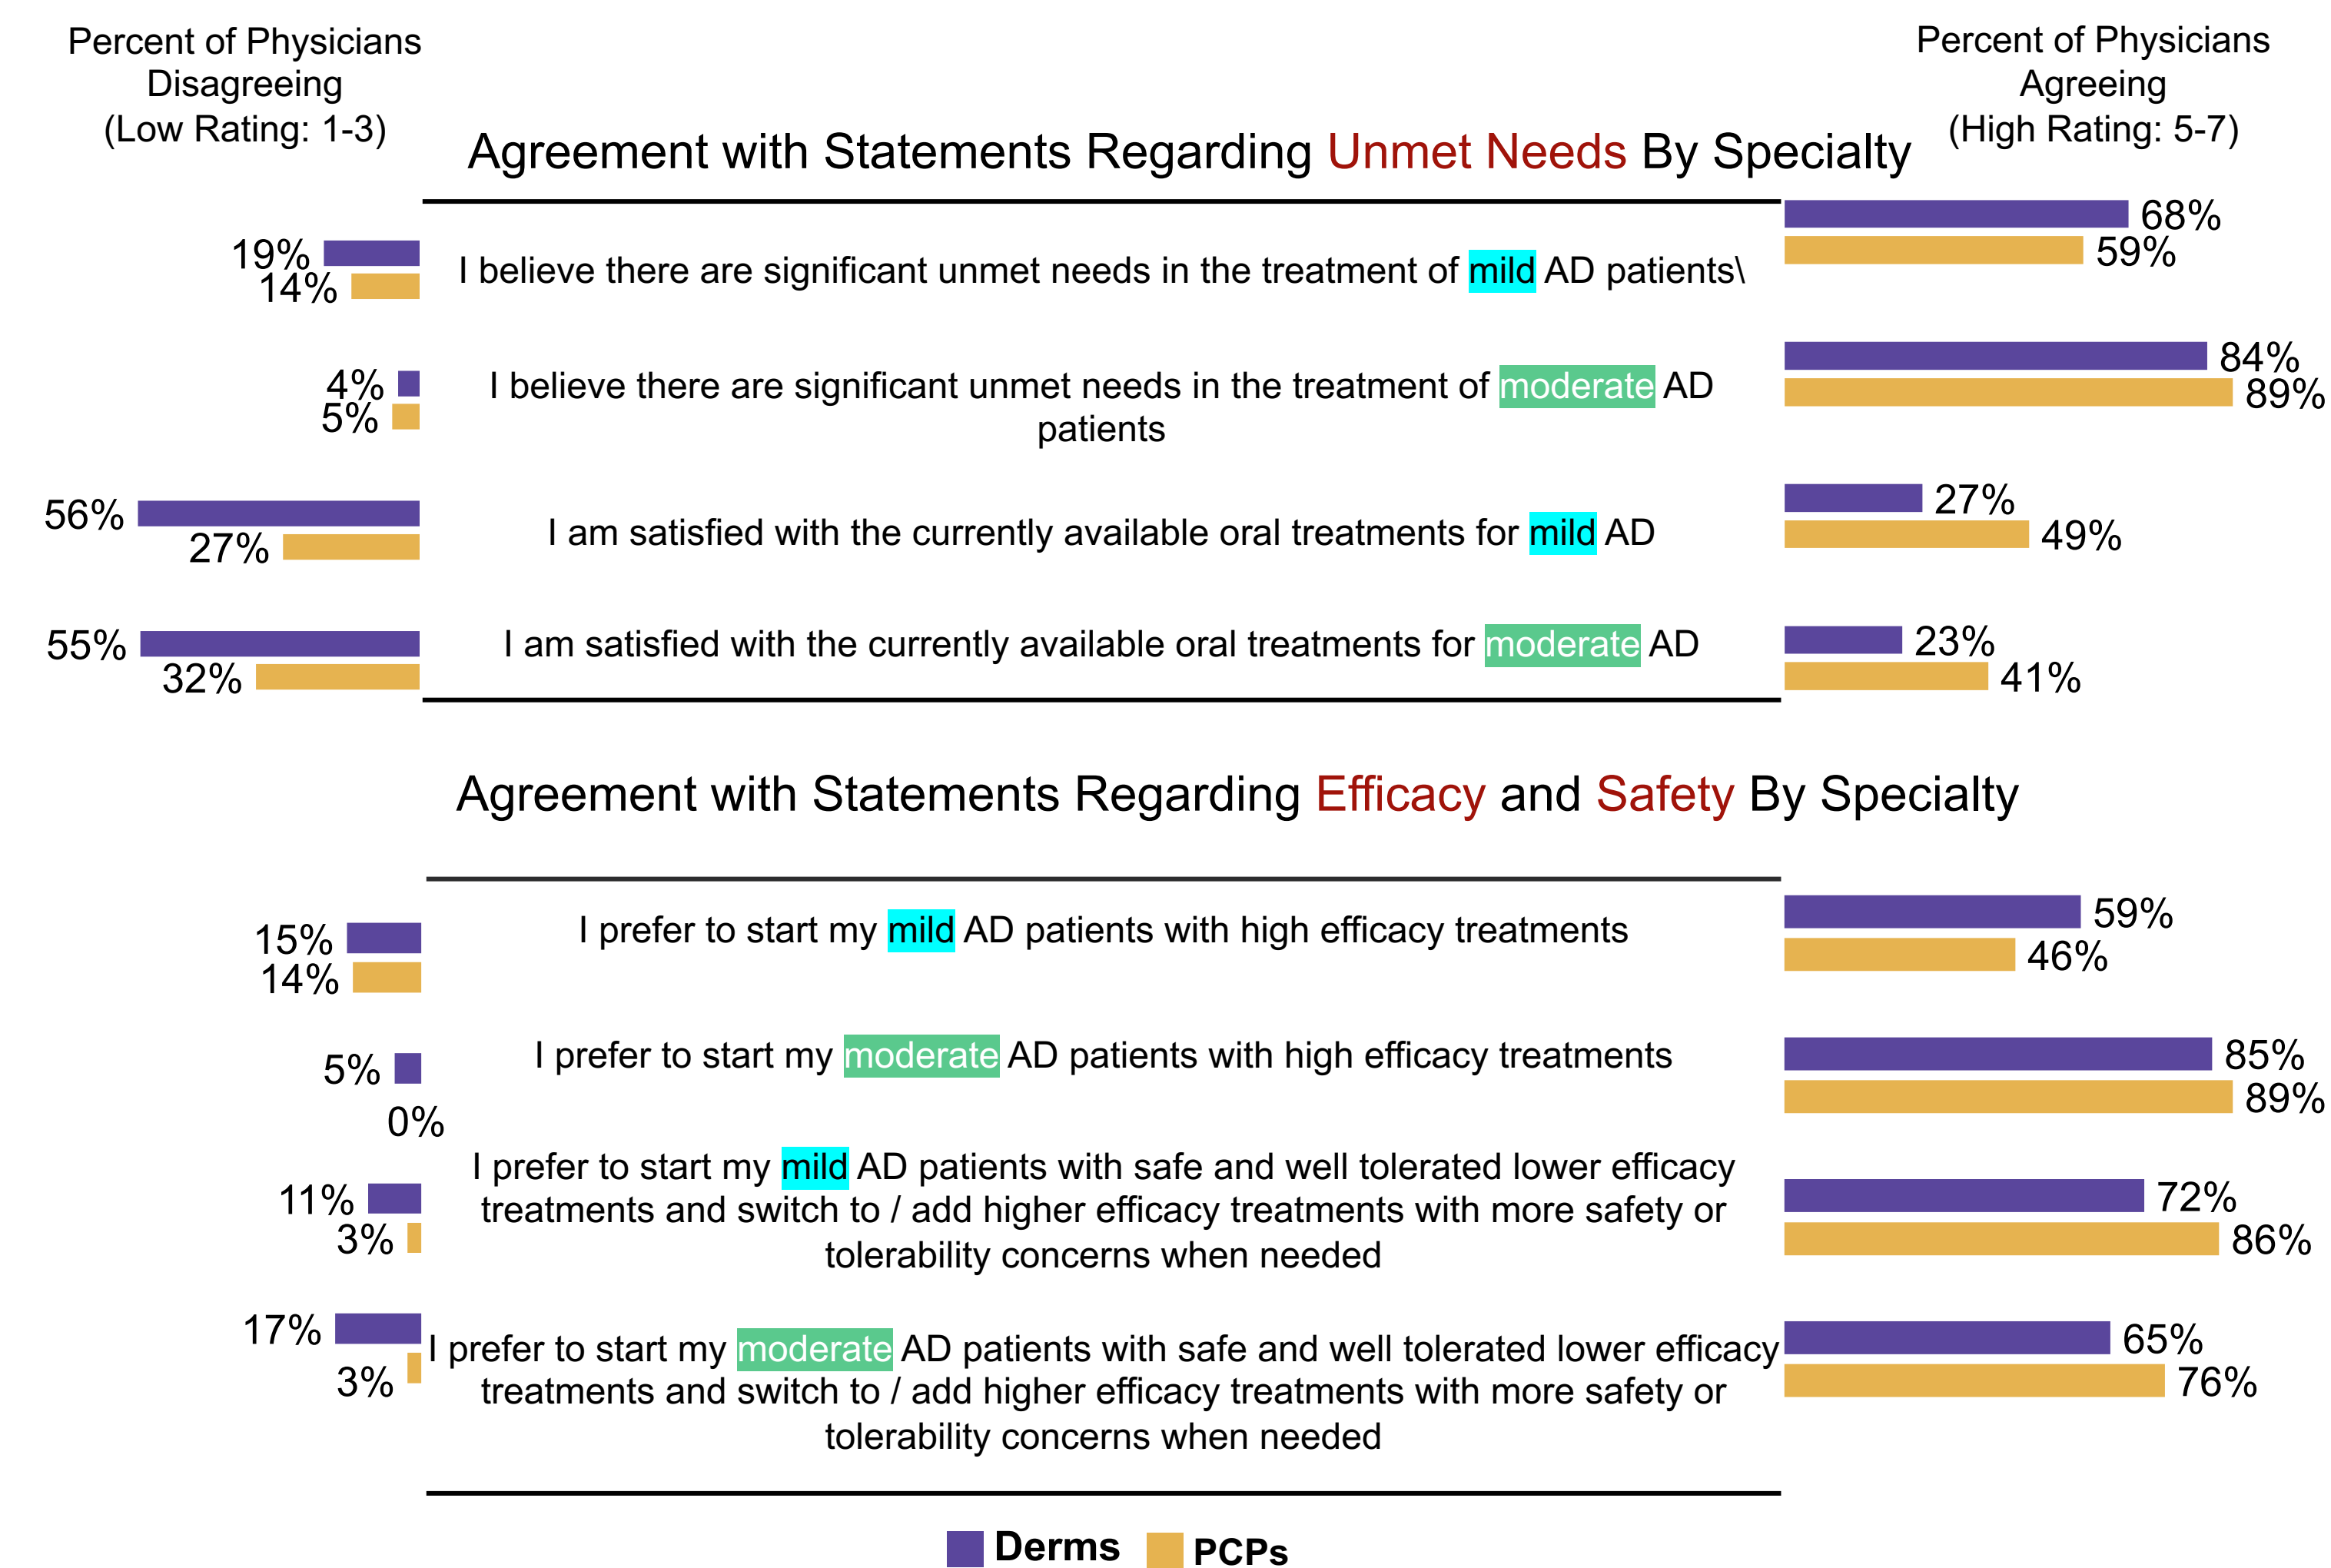 Percent of Physicians
Disagreeing
(Low Rating: 1-3)
Percent of Physicians
Agreeing
(High Rating: 5-7)
Agreement with Statements Regarding Unmet Needs By Specialty
19%
14%
I believe there are significant unmet needs in the treatment of mild AD patients\
68%
59%
4%
5%
I believe there are significant unmet needs in the treatment of moderate AD
patients
84%
89%
56%
27%
I am satisfied with the currently available oral treatments for mild AD
27%
49%
55%
32%
I am satisfied with the currently available oral treatments for moderate AD
23%
41%
Agreement with Statements Regarding Efficacy and Safety By Specialty
15%
14%
I prefer to start my mild AD patients with high efficacy treatments
59%
46%
5%
0%
I prefer to start my moderate AD patients with high efficacy treatments
85%
89%
11%
3%
I prefer to start my mild AD patients with safe and well tolerated lower efficacy
treatments and switch to / add higher efficacy treatments with more safety or
tolerability concerns when needed
72%
86%
17%
3%
I prefer to start my moderate AD patients with safe and well tolerated lower efficacy
treatments and switch to / add higher efficacy treatments with more safety or
tolerability concerns when needed
65%
76%
Derms
PCPs